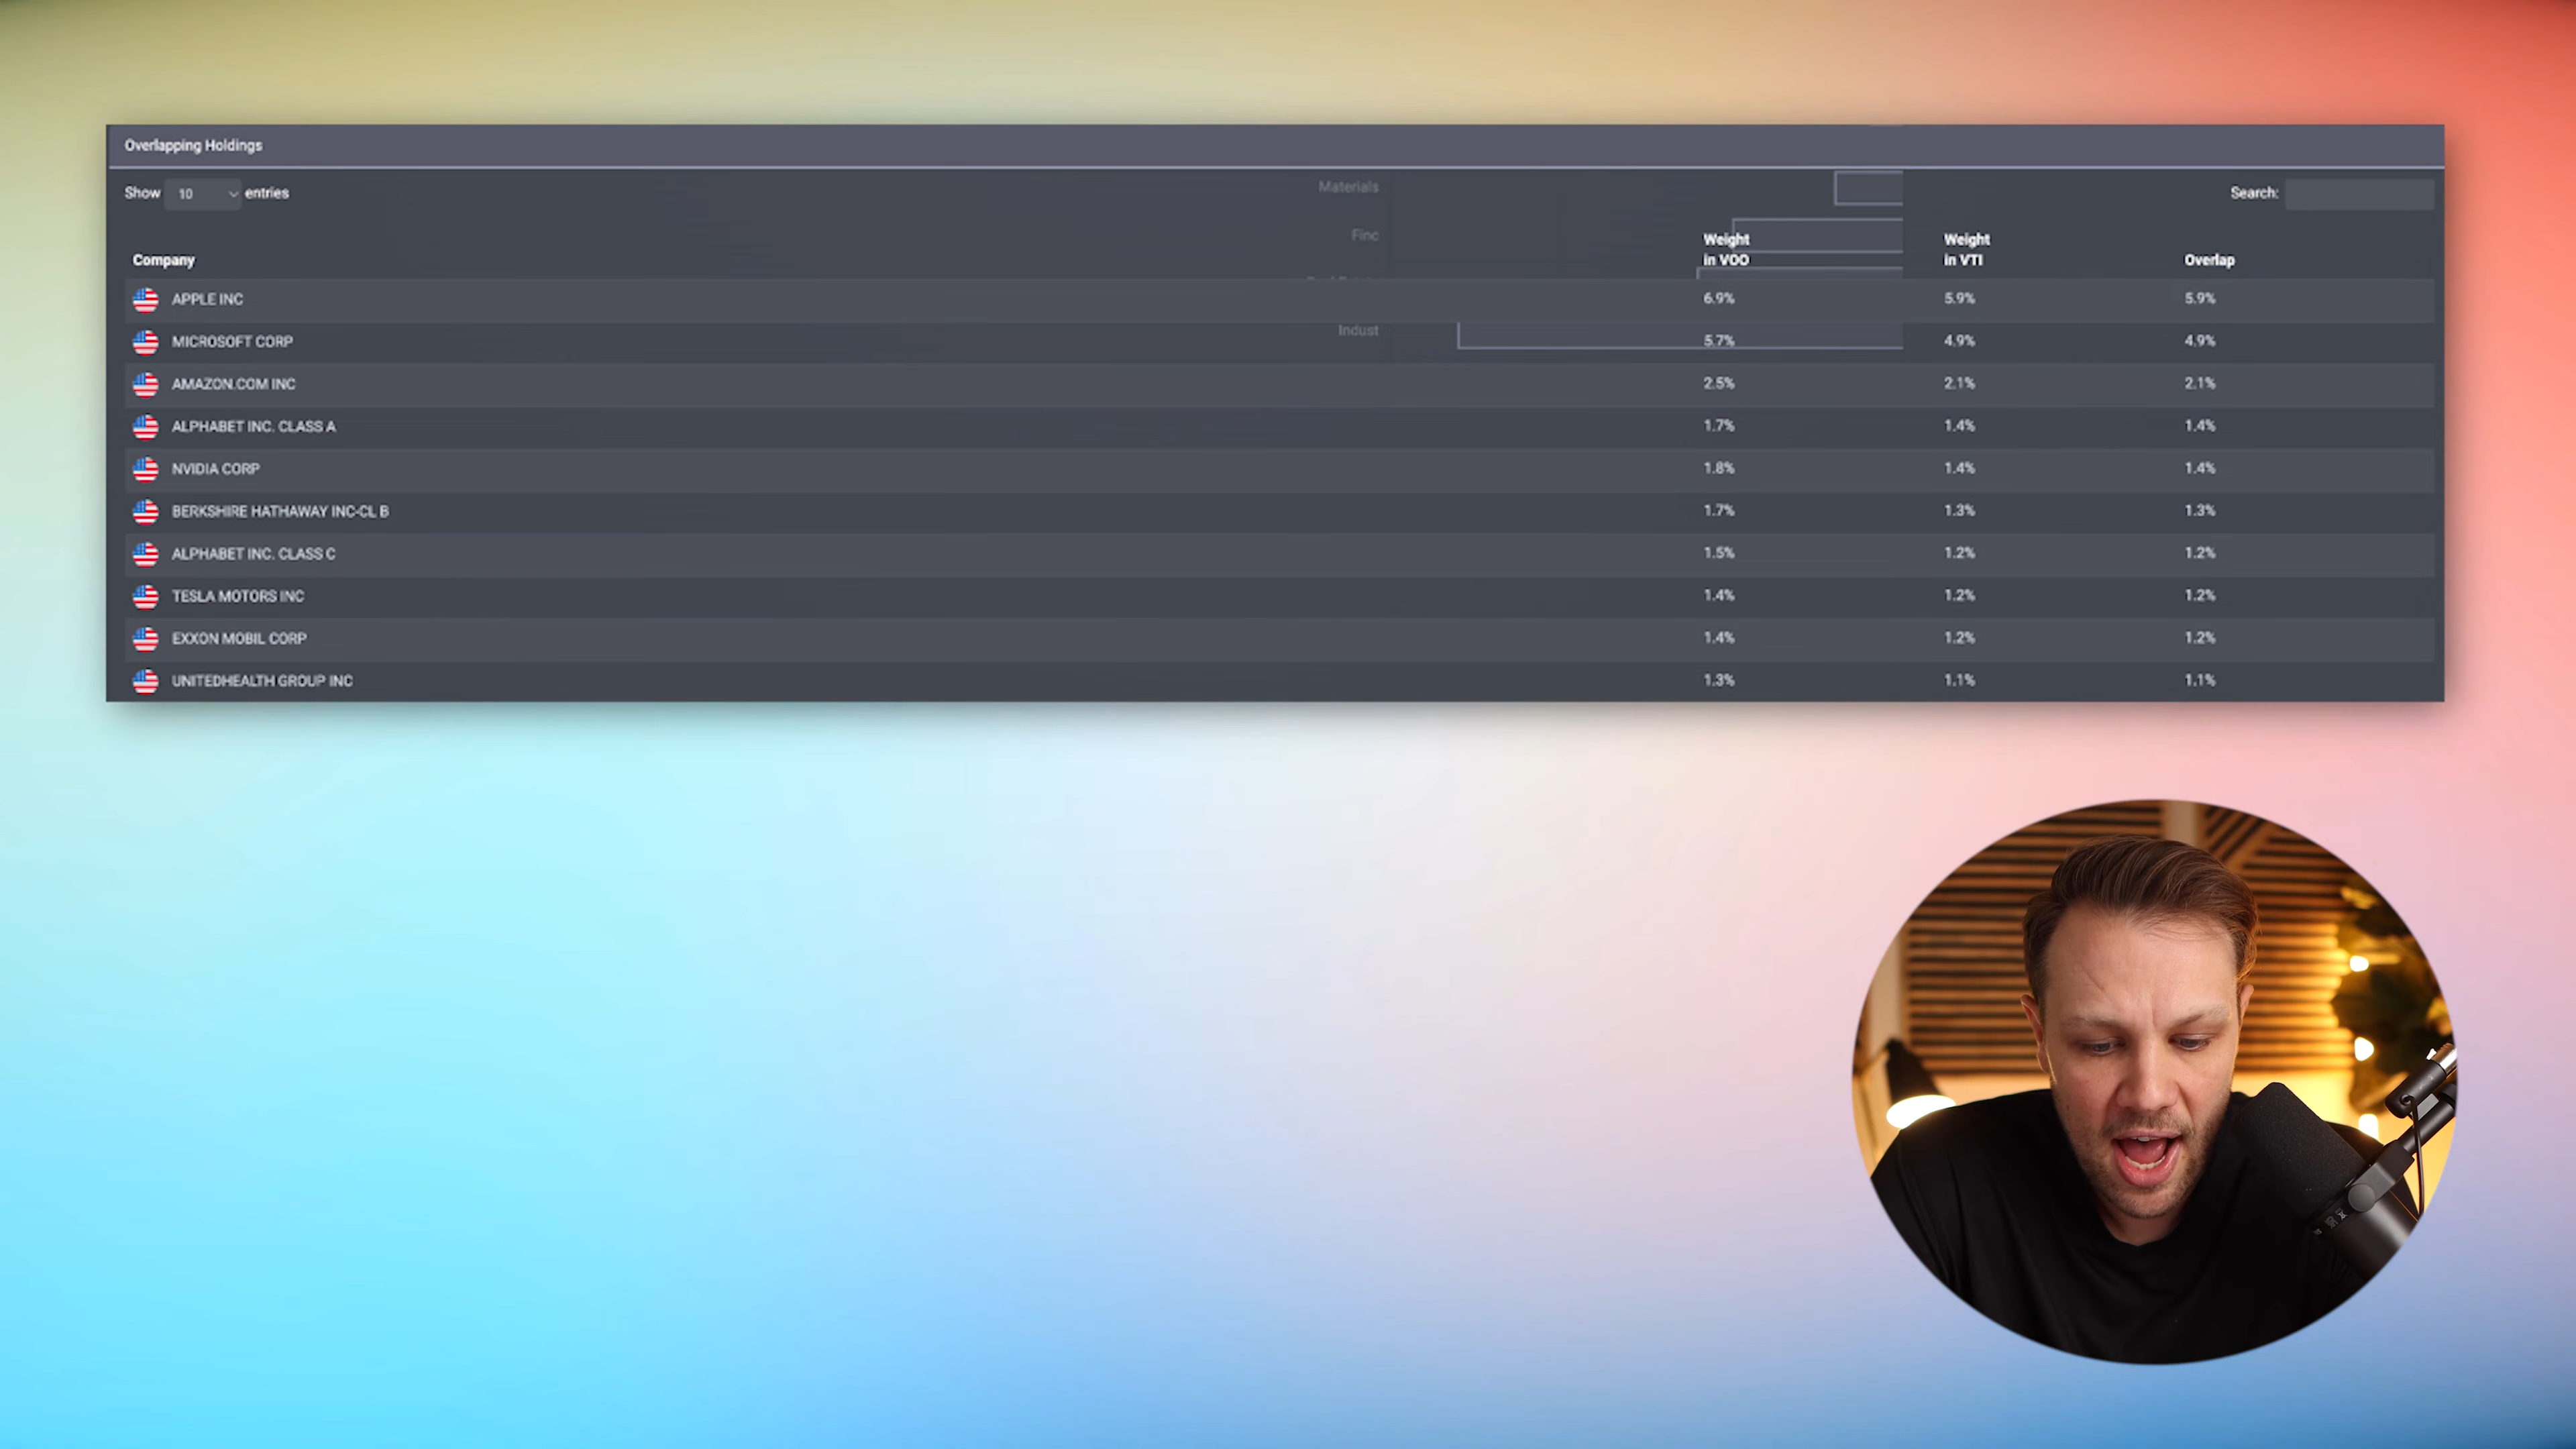 Overlapping Holdings
Show 10 entries
Materials
Search:
Finc
Company Weight in VOO Weight in VTI Overlap
APPLE INC 6.9% 5.9% 5.9%
Indust
MICROSOFT CORP 5.7% 4.9% 4.9%
AMAZON.COM INC 2.5% 2.1% 2.1%
ALPHABET INC. CLASS A 1.7% 1.4% 1.4%
NVIDIA CORP 1.8% 1.4% 1.4%
BERKSHIRE HATHAWAY INC-CL B 1.7% 1.3% 1.3%
ALPHABET INC. CLASS C 1.5% 1.2% 1.2%
TESLA MOTORS INC 1.4% 1.2% 1.2%
EXXON MOBIL CORP 1.4% 1.2% 1.2%
UNITEDHEALTH GROUP INC 1.3% 1.1% 1.1%